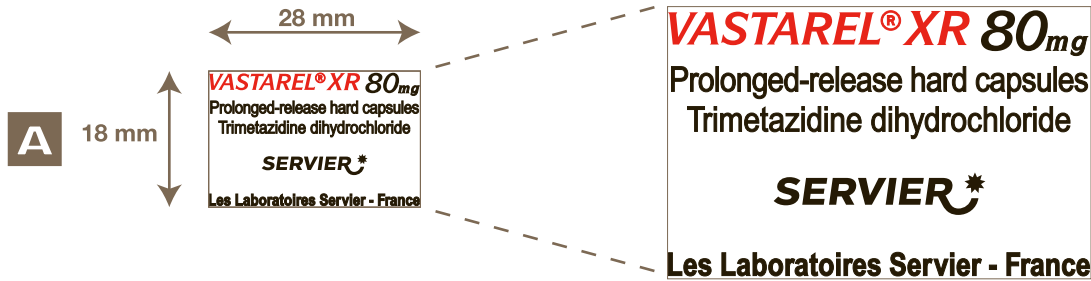 28 mm
A
18 mm
VASTAREL® XR 80mg
Prolonged-release hard capsules
Trimetazidine dihydrochloride
SERVIER
Les Laboratoires Servier - France
VASTAREL® XR 80mg
Prolonged-release hard capsules
Trimetazidine dihydrochloride
SERVIER
Les Laboratoires Servier - France